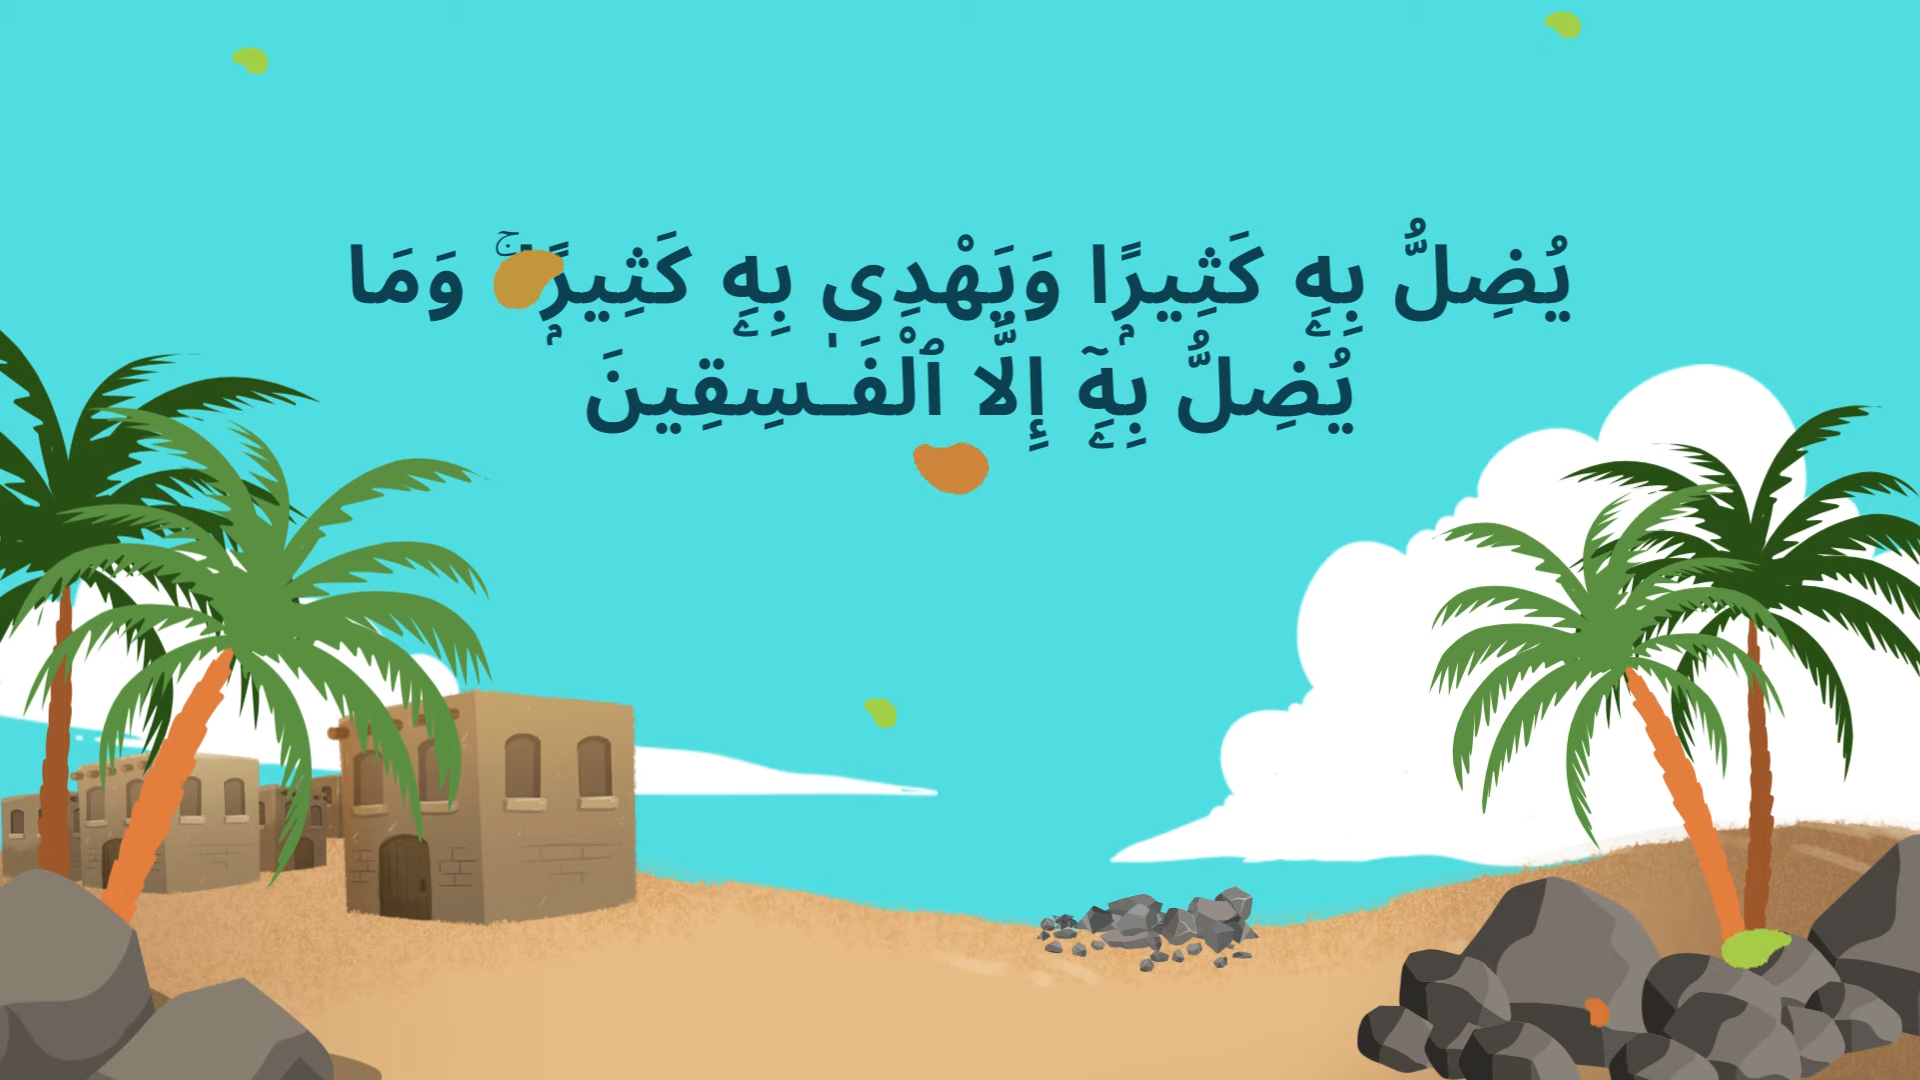 يُضِلُّ بِهِۦ كَثِيرًا وَيَهْدِى بِهِۦ كَثِيرًا ۚ وَمَا
يُضِلُّ بِهِۦٓ إِلَّا ٱلْفَـٰسِقِينَ